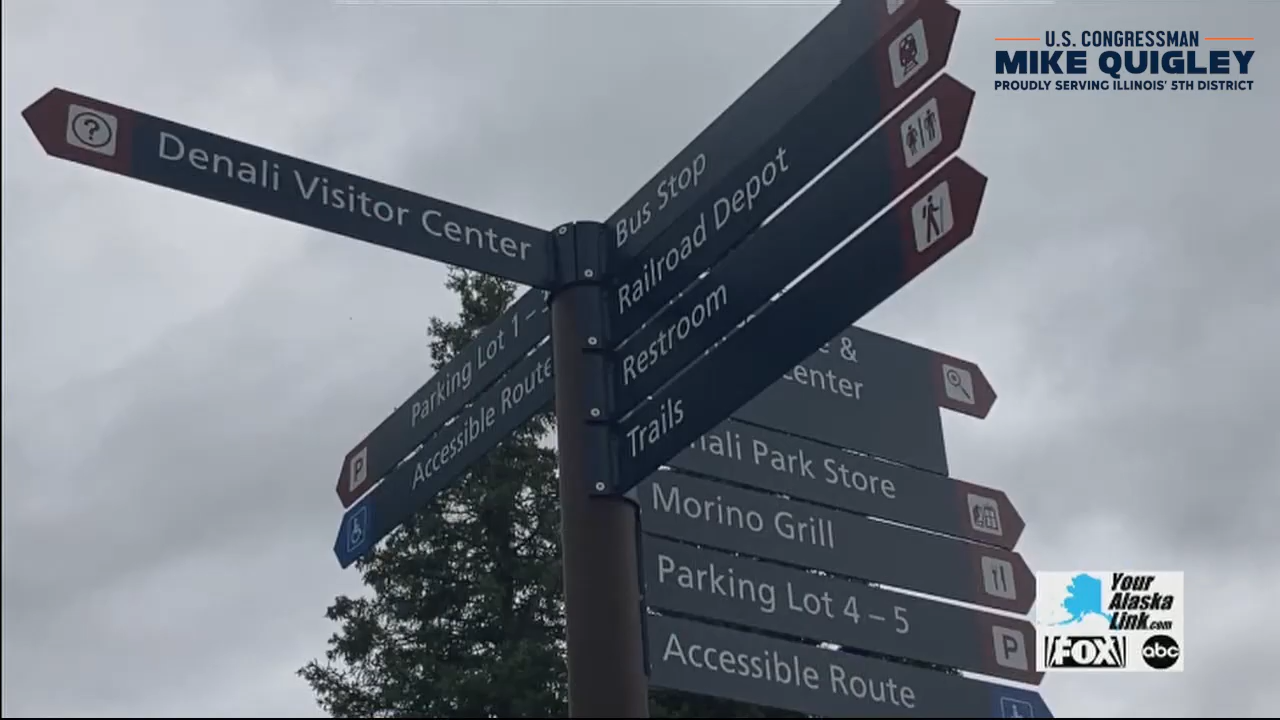 U.S. CONGRESSMAN
MIKE QUIGLEY
PROUDLY SERVING ILLINOIS' 5TH DISTRICT
?
Denali Visitor Center
Bus Stop
Railroad Depot
Restroom
Trails
Parking Lot 1 –
P
Accessible Route
&
Park Store
Morino Grill
Parking Lot 4 – 5
P
Accessible Route
Your
Alaska
Link.com
FOX
abc